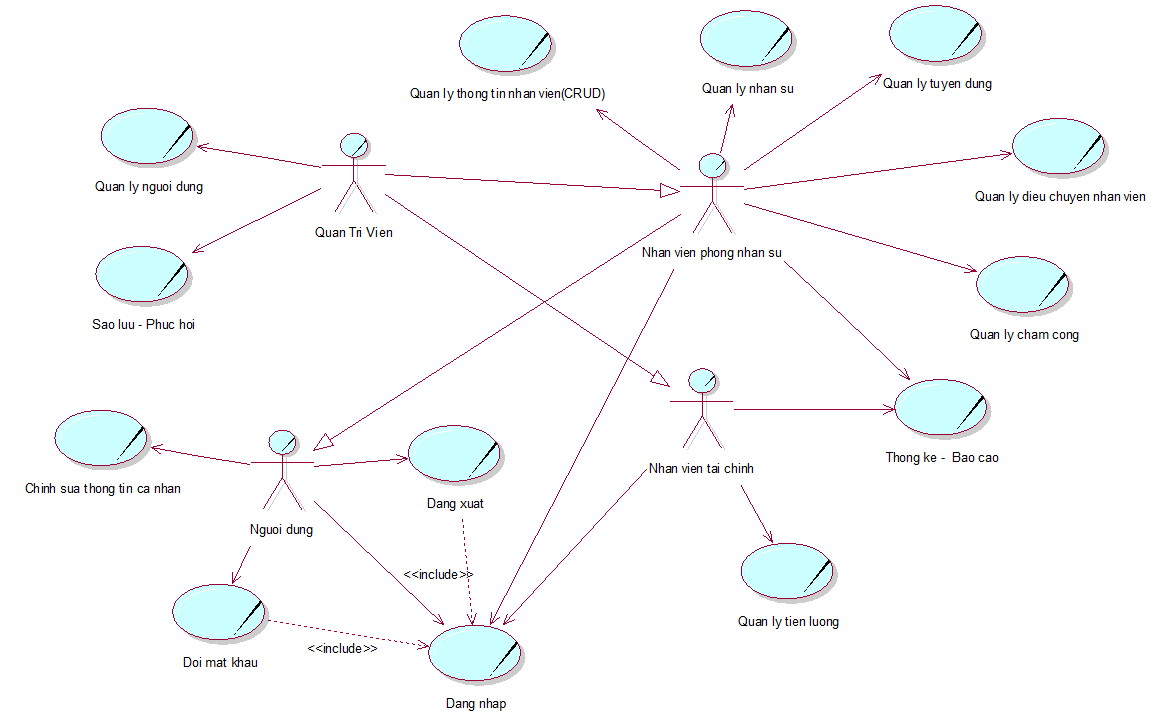 Quan ly thong tin nhan vien(CRUD)
Quan ly nhan su
Quan ly tuyen dung
Quan ly nguoi dung
Quan Tri Vien
Quan ly dieu chuyen nhan vien
Nhan vien phong nhan su
Sao luu - Phuc hoi
Quan ly cham cong
Nhan vien tai chinh
Thong ke - Bao cao
Chinh sua thong tin ca nhan
Dang xuat
Nguoi dung
<<include>>
Quan ly tien luong
<<include>>
Doi mat khau
Dang nhap